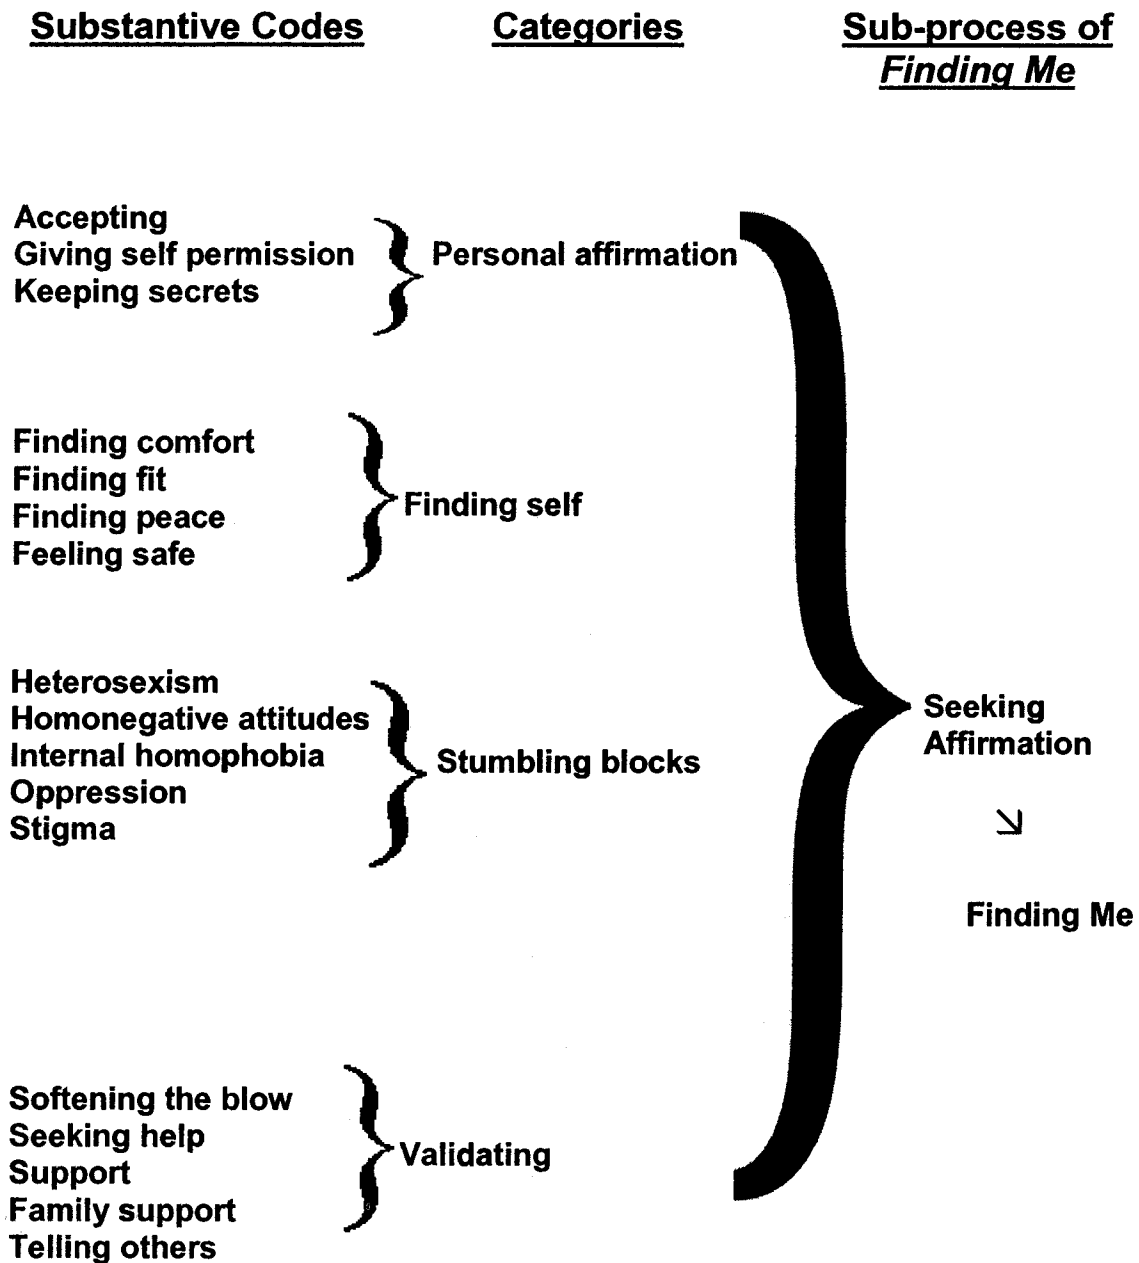 Substantive Codes
Categories
Sub-process of
Finding Me
Accepting
Giving self permission
Keeping secrets
Personal affirmation
Finding comfort
Finding fit
Finding peace
Feeling safe
Finding self
Heterosexism
Homonegative attitudes
Internal homophobia
Oppression
Stigma
Stumbling blocks
Softening the blow
Seeking help
Support
Family support
Telling others
Validating
Seeking
Affirmation
Finding Me